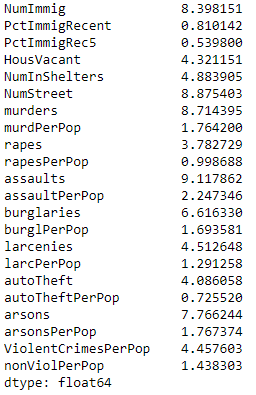 NumImmig 8.398151
PctImmigRecent 0.810142
PctImmigRec5 0.539800
HousVacant 4.321151
NumInShelters 4.883905
NumStreet 8.875403
murders 8.714395
murdPerPop 1.764200
rapes 3.782729
rapesPerPop 0.998688
assaults 9.117862
assaultPerPop 2.247346
burglaries 6.616330
burglPerPop 1.693581
larcenies 4.512648
larcPerPop 1.291258
autoTheft 4.086058
autoTheftPerPop 0.725520
arsons 7.766244
arsonsPerPop 1.767374
ViolentCrimesPerPop 4.457603
nonViolPerPop 1.438303
dtype: float64